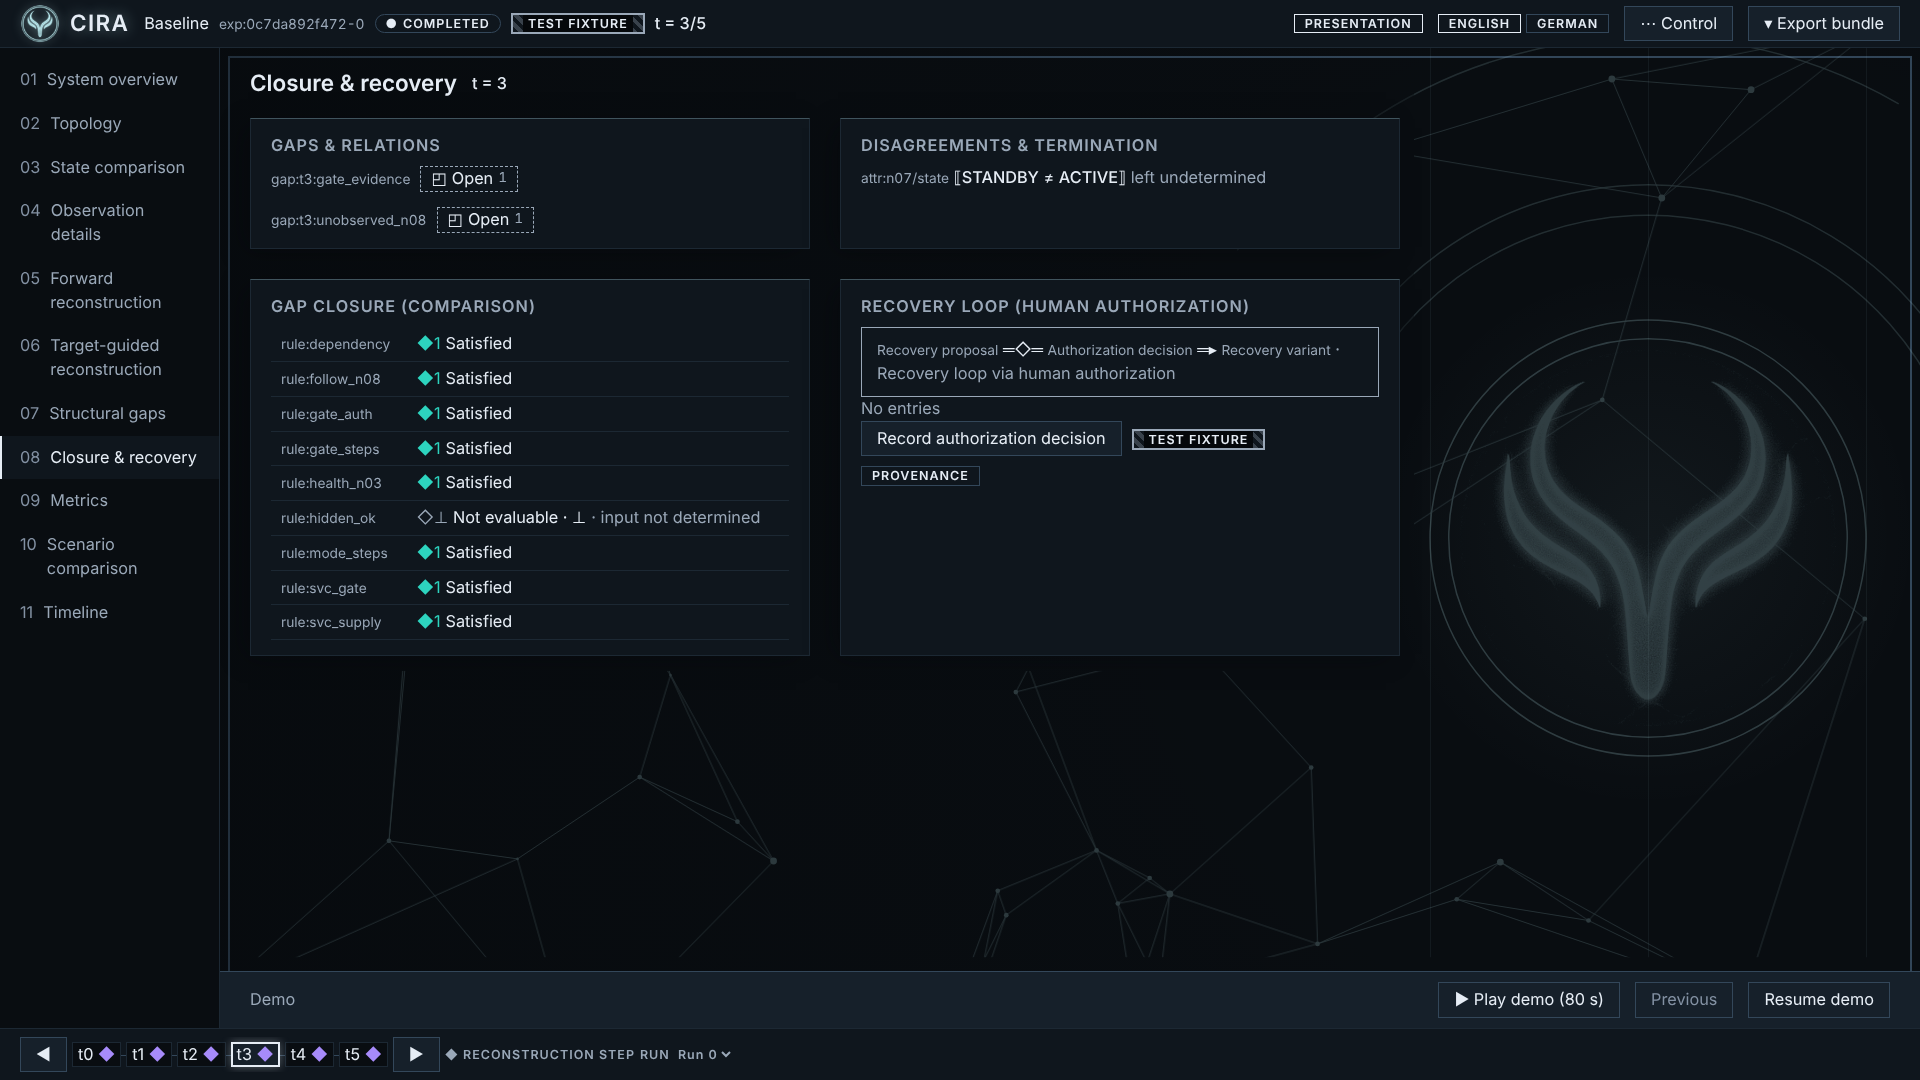 CIRA Baseline exp:0c7da892f472-0 ● COMPLETED TEST FIXTURE t = 3/5 PRESENTATION ENGLISH GERMAN ··· Control ▾ Export bundle
01 System overview
02 Topology
03 State comparison
04 Observation
details
05 Forward
reconstruction
06 Target-guided
reconstruction
07 Structural gaps
08 Closure & recovery
09 Metrics
10 Scenario
comparison
11 Timeline
Closure & recovery t = 3
GAPS & RELATIONS
gap:t3:gate_evidence ◰ Open 1
gap:t3:unobserved_n08 ◰ Open 1
DISAGREEMENTS & TERMINATION
attr:n07/state ⟦STANDBY ≠ ACTIVE⟧ left undetermined
GAP CLOSURE (COMPARISON)
rule:dependency ◆1 Satisfied
rule:follow_n08 ◆1 Satisfied
rule:gate_auth ◆1 Satisfied
rule:gate_steps ◆1 Satisfied
rule:health_n03 ◆1 Satisfied
rule:hidden_ok ◇⊥ Not evaluable · ⊥ · input not determined
rule:mode_steps ◆1 Satisfied
rule:svc_gate ◆1 Satisfied
rule:svc_supply ◆1 Satisfied
RECOVERY LOOP (HUMAN AUTHORIZATION)
Recovery proposal ═◇═ Authorization decision ═▸ Recovery variant ·
Recovery loop via human authorization
No entries
Record authorization decision TEST FIXTURE
PROVENANCE
Demo ▶ Play demo (80 s) Previous Resume demo
◀ t0 ◆ t1 ◆ t2 ◆ t3 ◆ t4 ◆ t5 ◆ ▶ ◆ RECONSTRUCTION STEP RUN Run 0